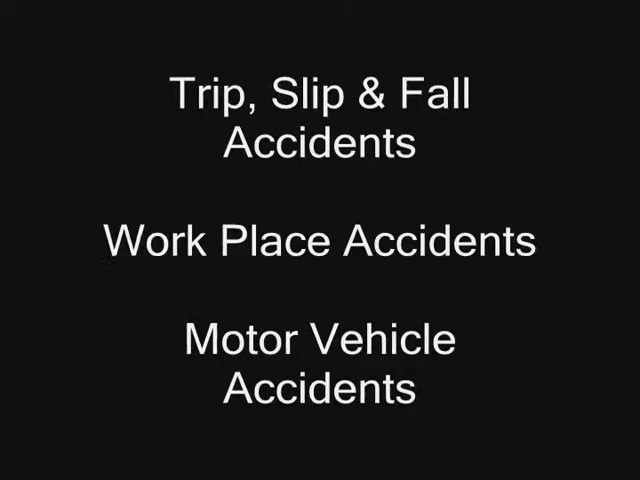 Trip, Slip & Fall
Accidents
Work Place Accidents
Motor Vehicle
Accidents